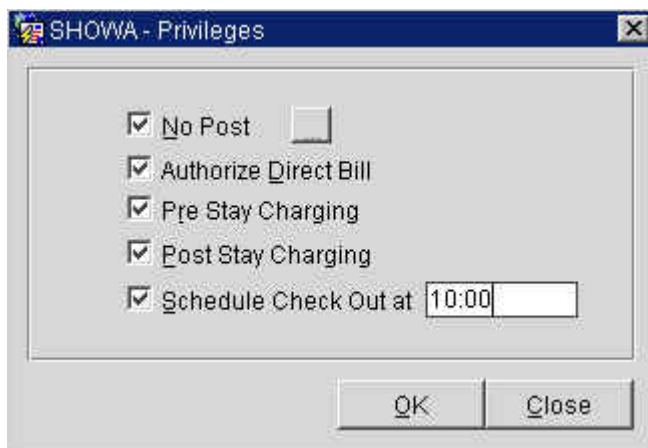 SHOWA - Privileges
No Post
Authorize Direct Bill
Pre Stay Charging
Post Stay Charging
Schedule Check Out at 10:00
OK Close